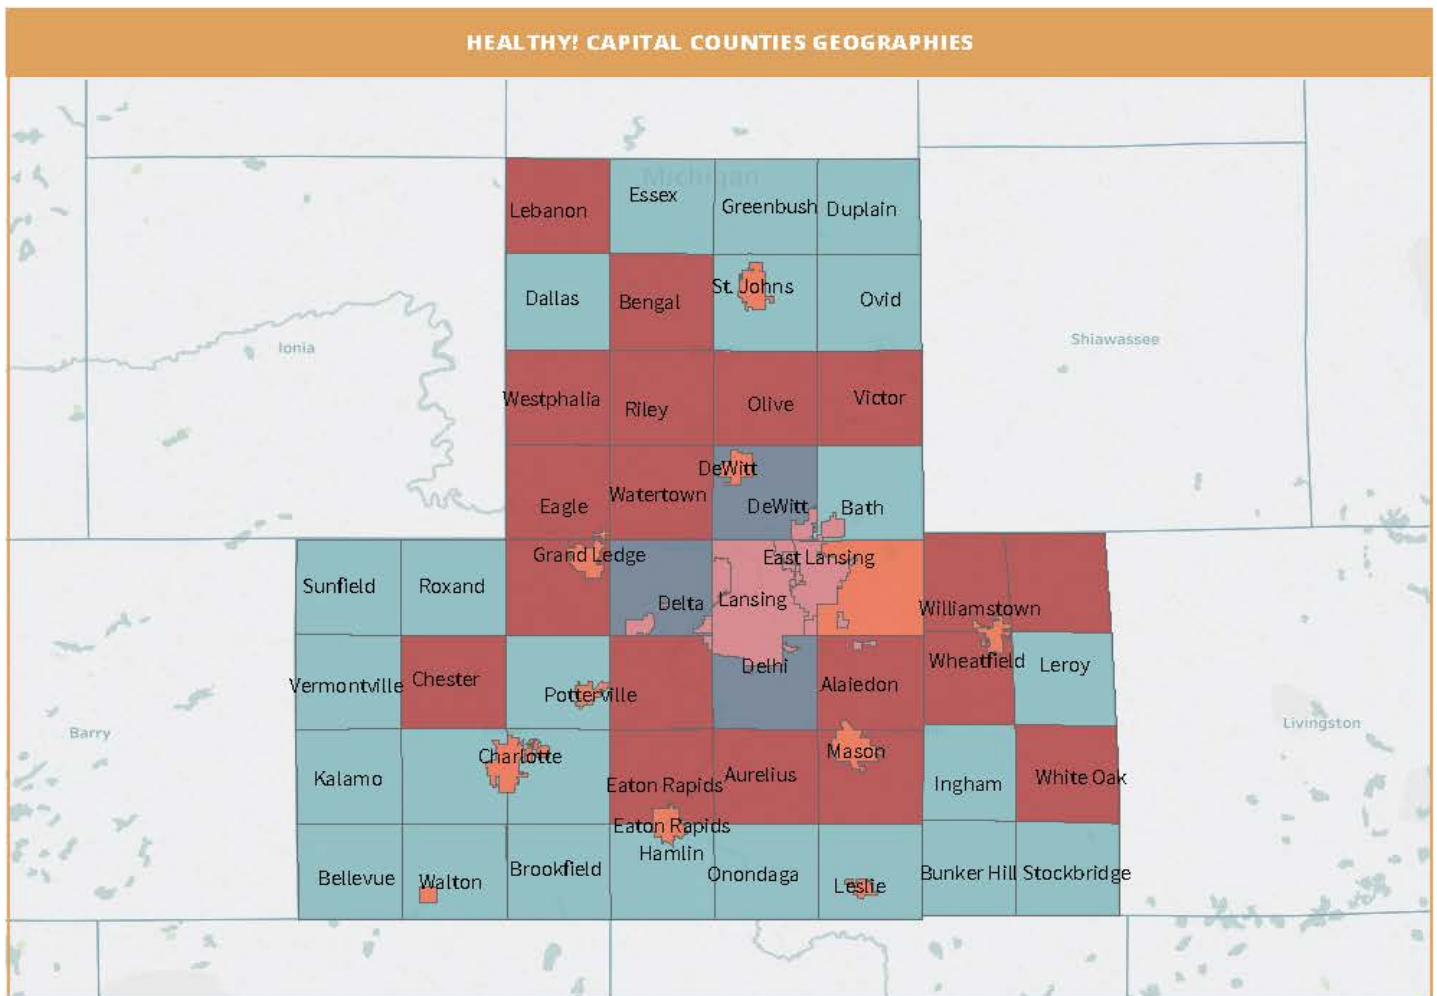 HEALTHY! CAPITAL COUNTIES GEOGRAPHIES
Michigan
Essex
Lebanon
Greenbush
Duplain
St. Johns
Dallas
Bengal
Ovid
Ionia
Shiawassee
Westphalia
Riley
Olive
Victor
DeWitt
Watertown
Eagle
DeWitt
Bath
Grand Ledge
East Lansing
Sunfield
Roxand
Delta
Lansing
Williamstown
Vermontville
Chester
Potterville
Delhi
Alaiedon
Wheatfield
Leroy
Barry
Livingston
Charlotte
Mason
Kalamo
Eaton Rapids
Aurelius
Ingham
White Oak
Eaton Rapids
Hamlin
Bellevue
Walton
Brookfield
Onondaga
Leslie
Bunker Hill
Stockbridge